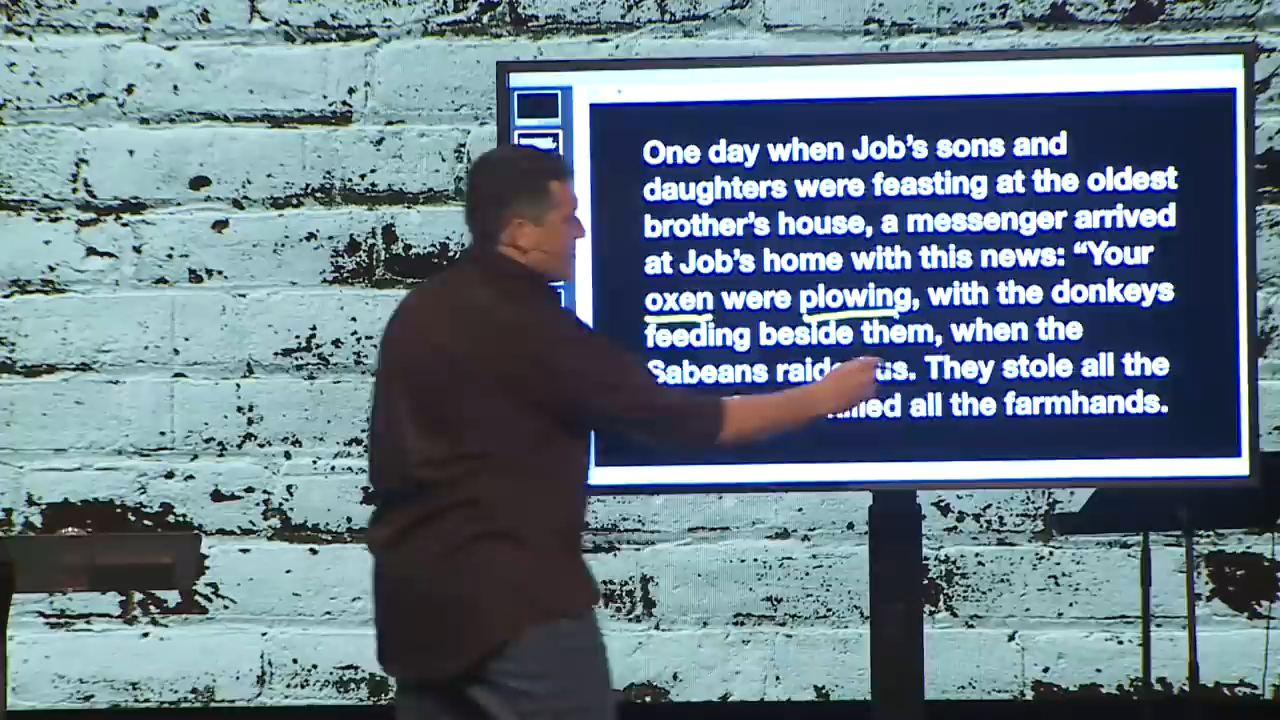 One day when Job's sons and
daughters were feasting at the oldest
brother's house, a messenger arrived
at Job's home with this news: “Your
oxen were plowing, with the donkeys
feeding beside them, when the
Sabeans us. They stole all the
all the farmhands.